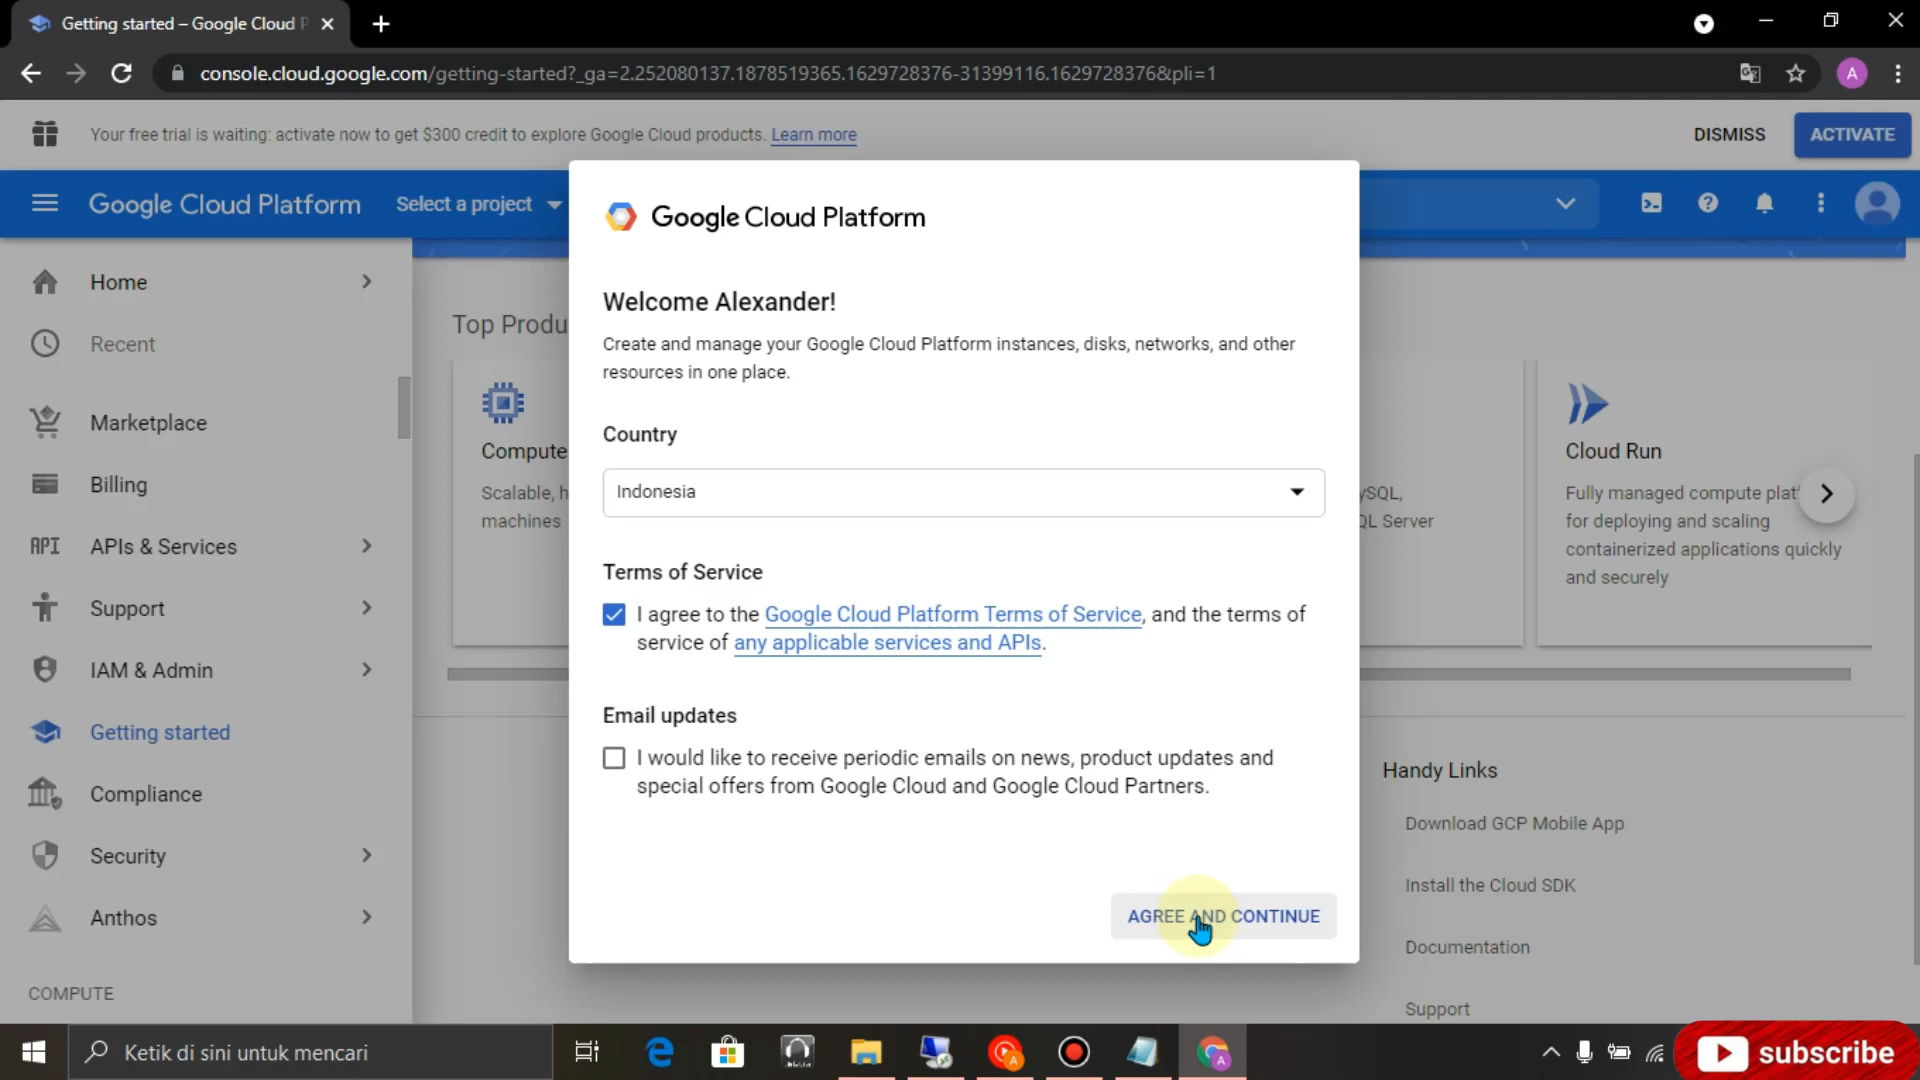 Getting started – Google Cloud P
console.cloud.google.com/getting-started?_ga=2.252080137.1878519365.1629728376-31399116.1629728376&pli=1
A
Your free trial is waiting: activate now to get $300 credit to explore Google Cloud products. Learn more
DISMISS
ACTIVATE
Google Cloud Platform
Select a project
Home
Recent
Marketplace
Billing
API
APIs & Services
Support
IAM & Admin
Getting started
Compliance
Security
Anthos
COMPUTE
Top Produ
Compute
Scalable, h
machines
Google Cloud Platform
Welcome Alexander!
Create and manage your Google Cloud Platform instances, disks, networks, and other
resources in one place.
Country
Indonesia
Terms of Service
I agree to the Google Cloud Platform Terms of Service, and the terms of
service of any applicable services and APIs.
Email updates
I would like to receive periodic emails on news, product updates and
special offers from Google Cloud and Google Cloud Partners.
AGREE AND CONTINUE
ySQL,
QL Server
Cloud Run
Fully managed compute plat
for deploying and scaling
containerized applications quickly
and securely
Handy Links
Download GCP Mobile App
Install the Cloud SDK
Documentation
Support
Ketik di sini untuk mencari
A
A
subscribe